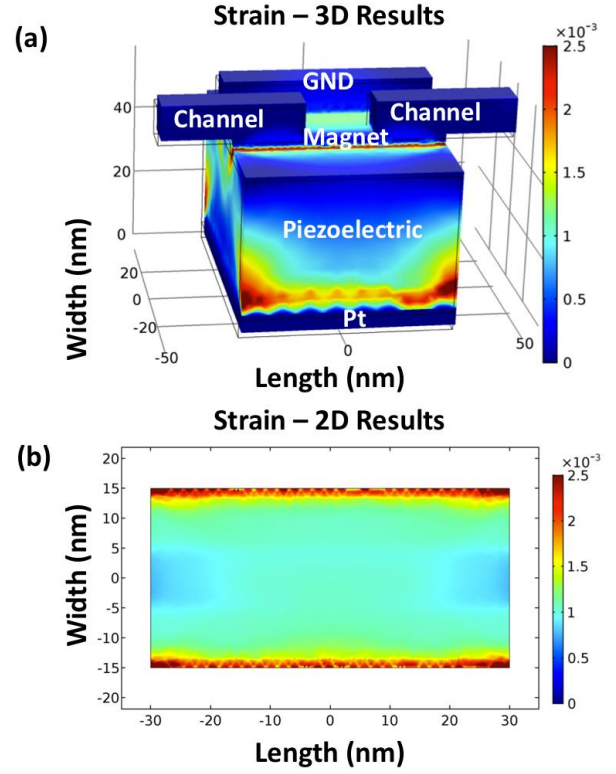 Strain – 3D Results
(a)
×10⁻³
2.5
2
1.5
1
0.5
0
GND
Channel
Channel
Magnet
Piezoelectric
Pt
40
20
0
20
0
-20
-50
0
50
Width (nm)
Length (nm)
Strain – 2D Results
(b)
×10⁻³
2.5
2
1.5
1
0.5
0
20
15
10
5
0
-5
-10
-15
-20
-30
-20
-10
0
10
20
30
Width (nm)
Length (nm)